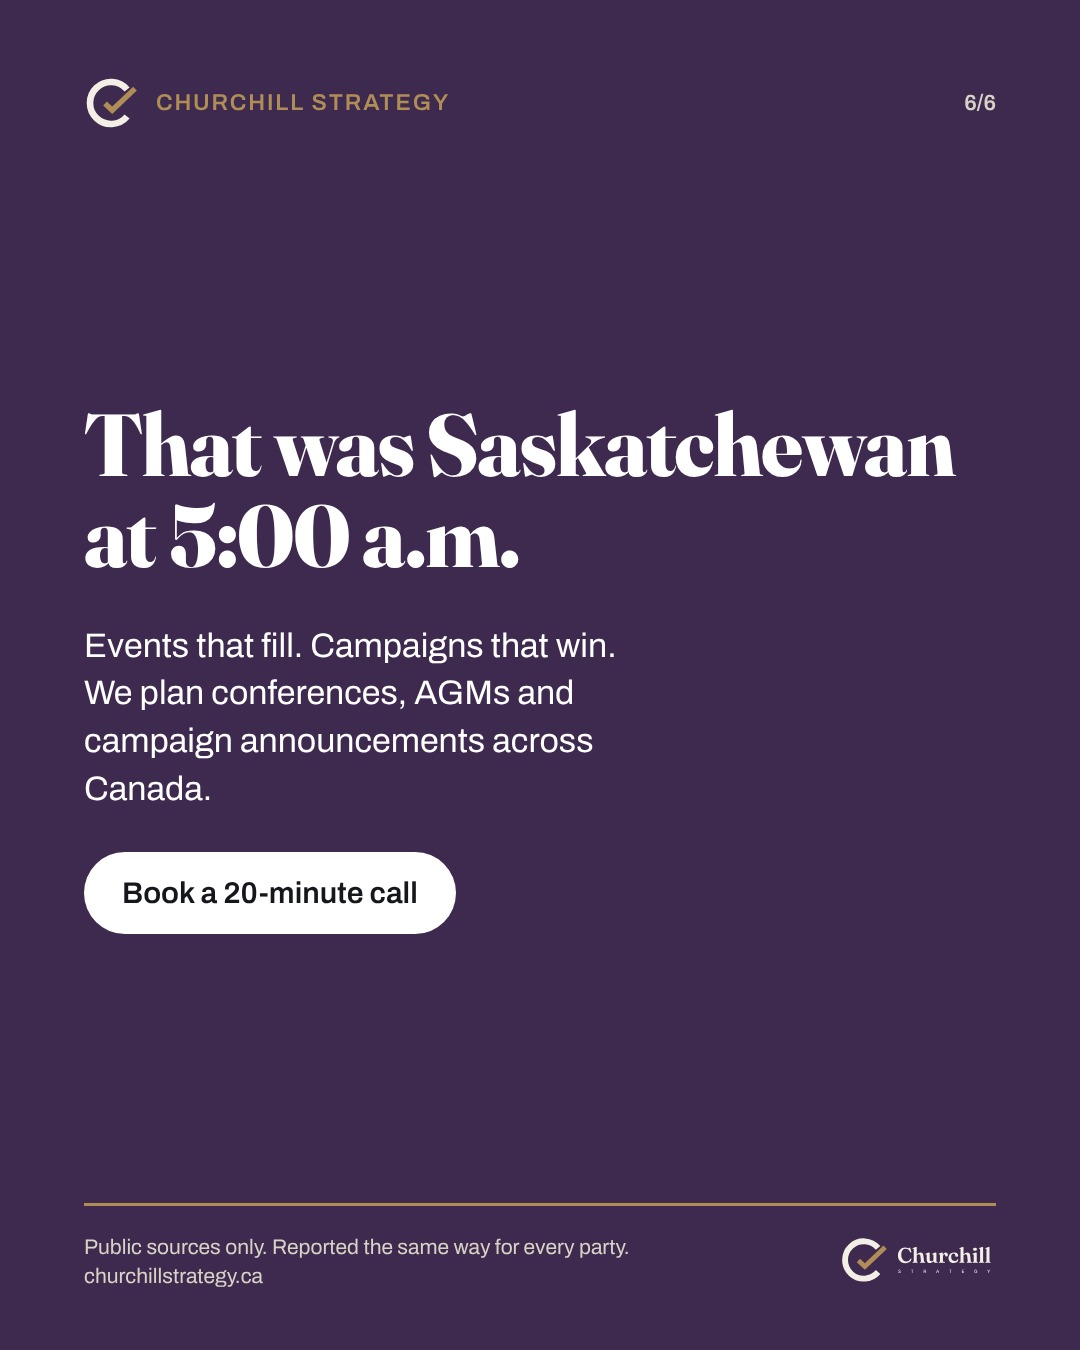 CHURCHILL STRATEGY
6/6
That was Saskatchewan
at 5:00 a.m.
Events that fill. Campaigns that win.
We plan conferences, AGMs and
campaign announcements across
Canada.
Book a 20-minute call
Public sources only. Reported the same way for every party.
churchillstrategy.ca
Churchill
STRATEGY